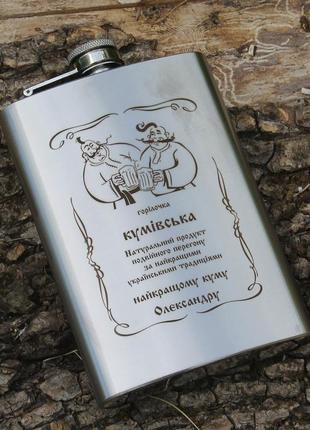 горілочка
кумівська
Натуральний продукт
подвійного перегону
за найкращими
українськими традиціями
найкращому куму
Олександру